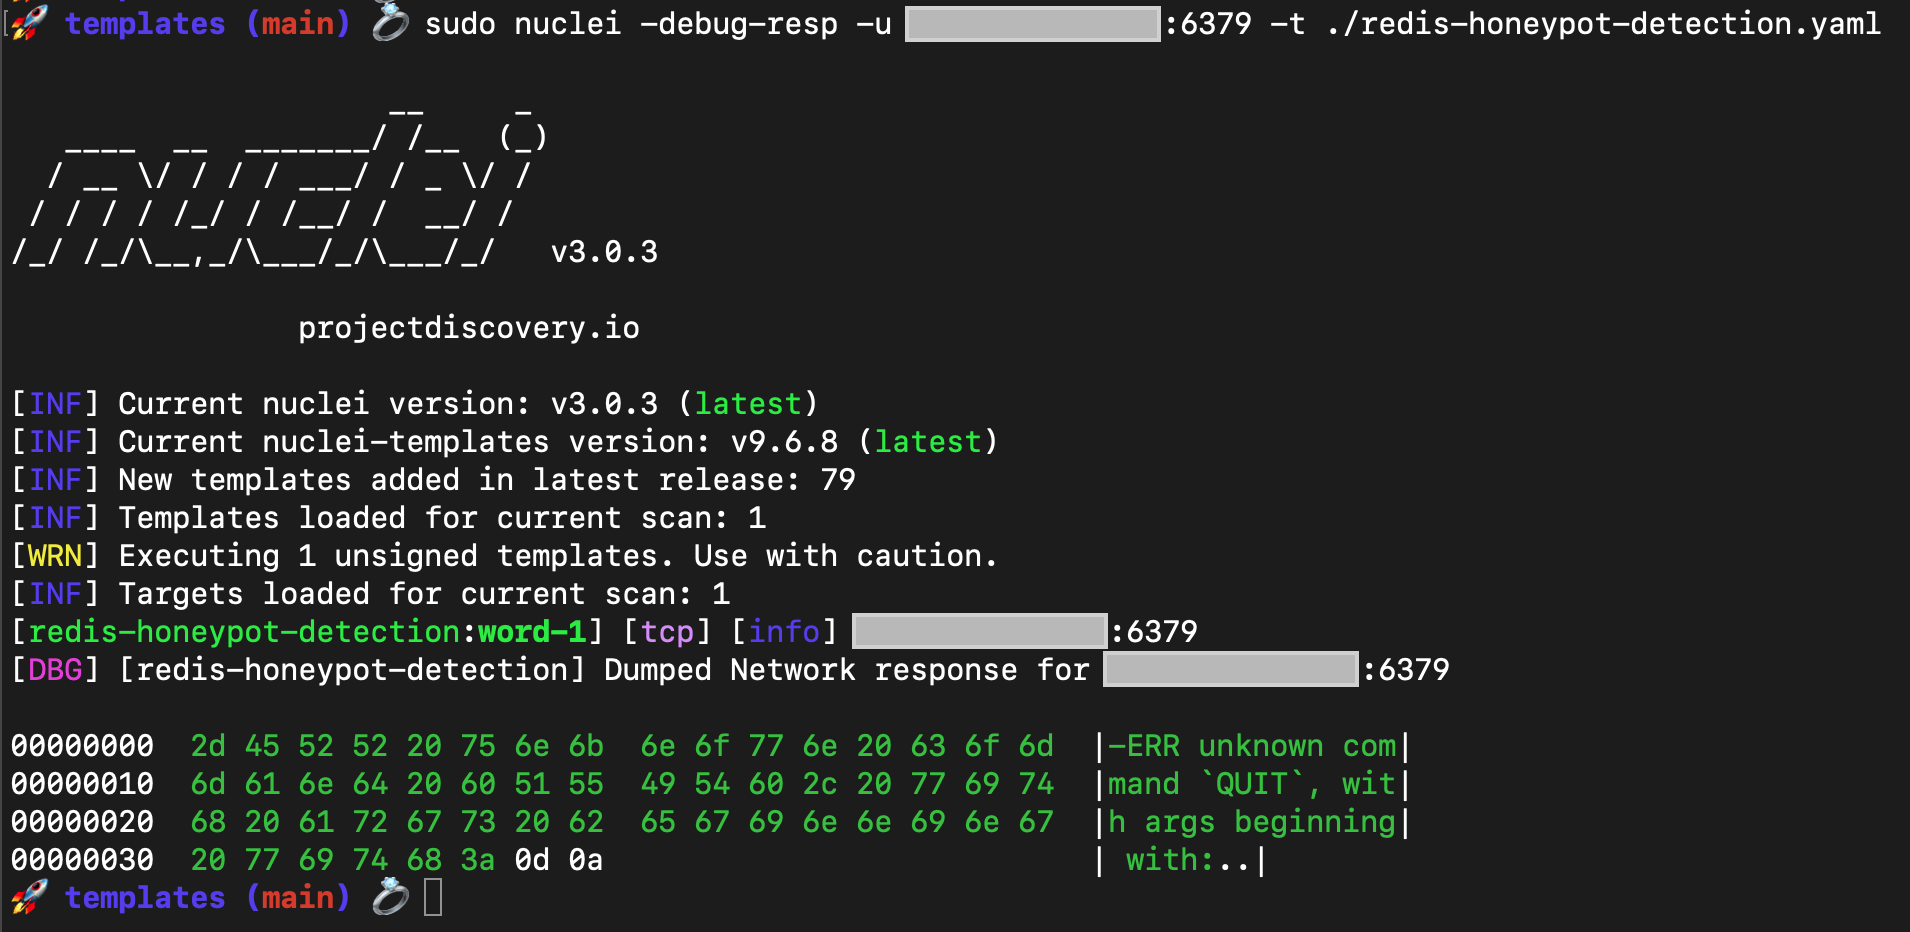 templates (main) sudo nuclei -debug-resp -u :6379 -t ./redis-honeypot-detection.yaml
                     __     _
   ____  __  _______/ /__  (_)
  / __ \/ / / / ___/ / _ \/ /
 / / / / /_/ / /__/ /  __/ /
/_/ /_/\__,_/\___/_/\___/_/   v3.0.3
projectdiscovery.io
[INF] Current nuclei version: v3.0.3 (latest)
[INF] Current nuclei-templates version: v9.6.8 (latest)
[INF] New templates added in latest release: 79
[INF] Templates loaded for current scan: 1
[WRN] Executing 1 unsigned templates. Use with caution.
[INF] Targets loaded for current scan: 1
[redis-honeypot-detection:word-1] [tcp] [info] :6379
[DBG] [redis-honeypot-detection] Dumped Network response for :6379
00000000  2d 45 52 52 20 75 6e 6b  6e 6f 77 6e 20 63 6f 6d  |-ERR unknown com|
00000010  6d 61 6e 64 20 60 51 55  49 54 60 2c 20 77 69 74  |mand `QUIT`, wit|
00000020  68 20 61 72 67 73 20 62  65 67 69 6e 6e 69 6e 67  |h args beginning|
00000030  20 77 69 74 68 3a 0d 0a                           | with:..|
templates (main)